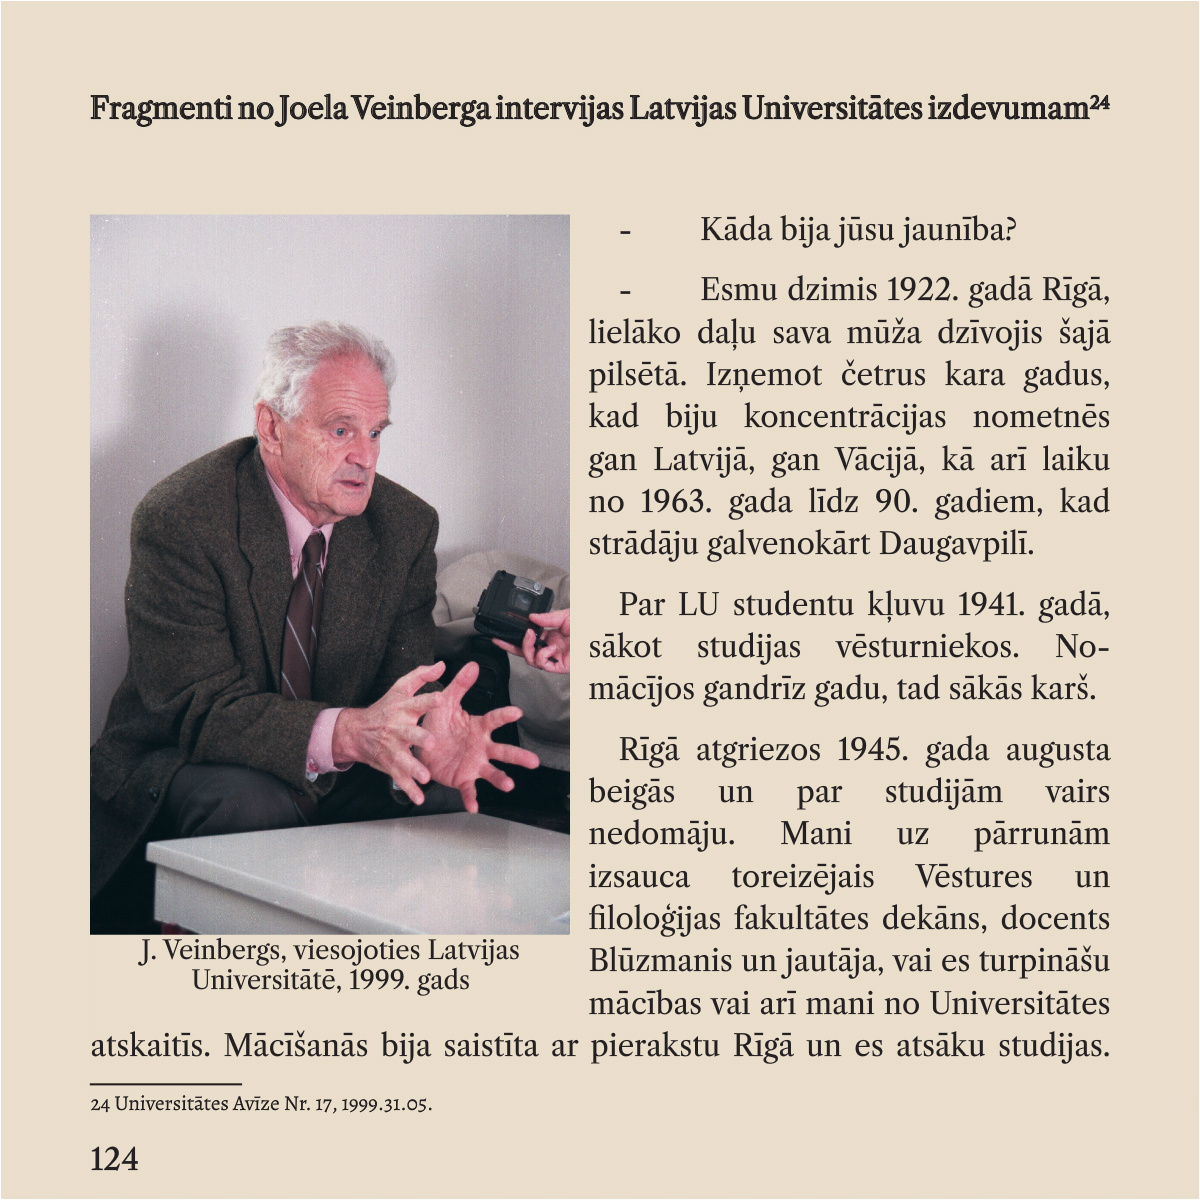 Fragmenti no Joela Veinberga intervijas Latvijas Universitātes izdevumam²⁴
- Kāda bija jūsu jaunība?
- Esmu dzimis 1922. gadā Rīgā,
lielāko daļu sava mūža dzīvojis šajā
pilsētā. Izņemot četrus kara gadus,
kad biju koncentrācijas nometnēs
gan Latvijā, gan Vācijā, kā arī laiku
no 1963. gada līdz 90. gadiem, kad
strādāju galvenokārt Daugavpilī.
Par LU studentu kļuvu 1941. gadā,
sākot studijas vēsturniekos. No-
mācījos gandrīz gadu, tad sākās karš.
Rīgā atgriezos 1945. gada augusta
beigās un par studijām vairs
nedomāju. Mani uz pārrunām
izsauca toreizējais Vēstures un
filoloģijas fakultātes dekāns, docents
Blūzmanis un jautāja, vai es turpināšu
mācības vai arī mani no Universitātes
atskaitīs. Mācīšanās bija saistīta ar pierakstu Rīgā un es atsāku studijas.
J. Veinbergs, viesojoties Latvijas
Universitātē, 1999. gads
24 Universitātes Avīze Nr. 17, 1999.31.05.
124